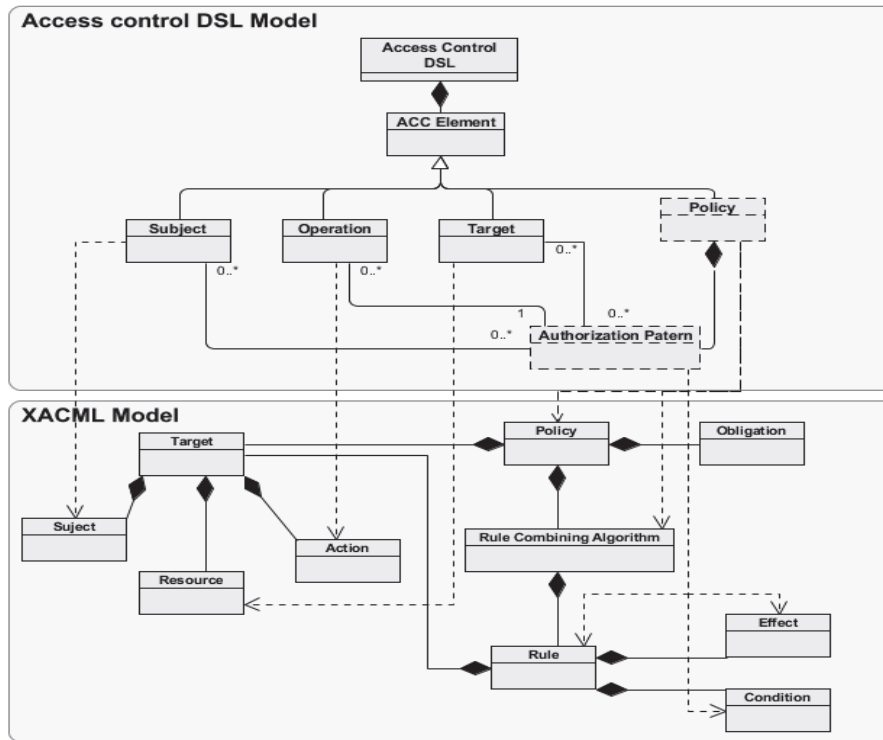 Access control DSL Model
Access Control
DSL
ACC Element
Subject
Operation
Target
Policy
0..*
0..*
0..*
1
0..*
0..*
Authorization Patern
XACML Model
Target
Policy
Obligation
Suject
Action
Rule Combining Algorithm
Resource
Effect
Rule
Condition